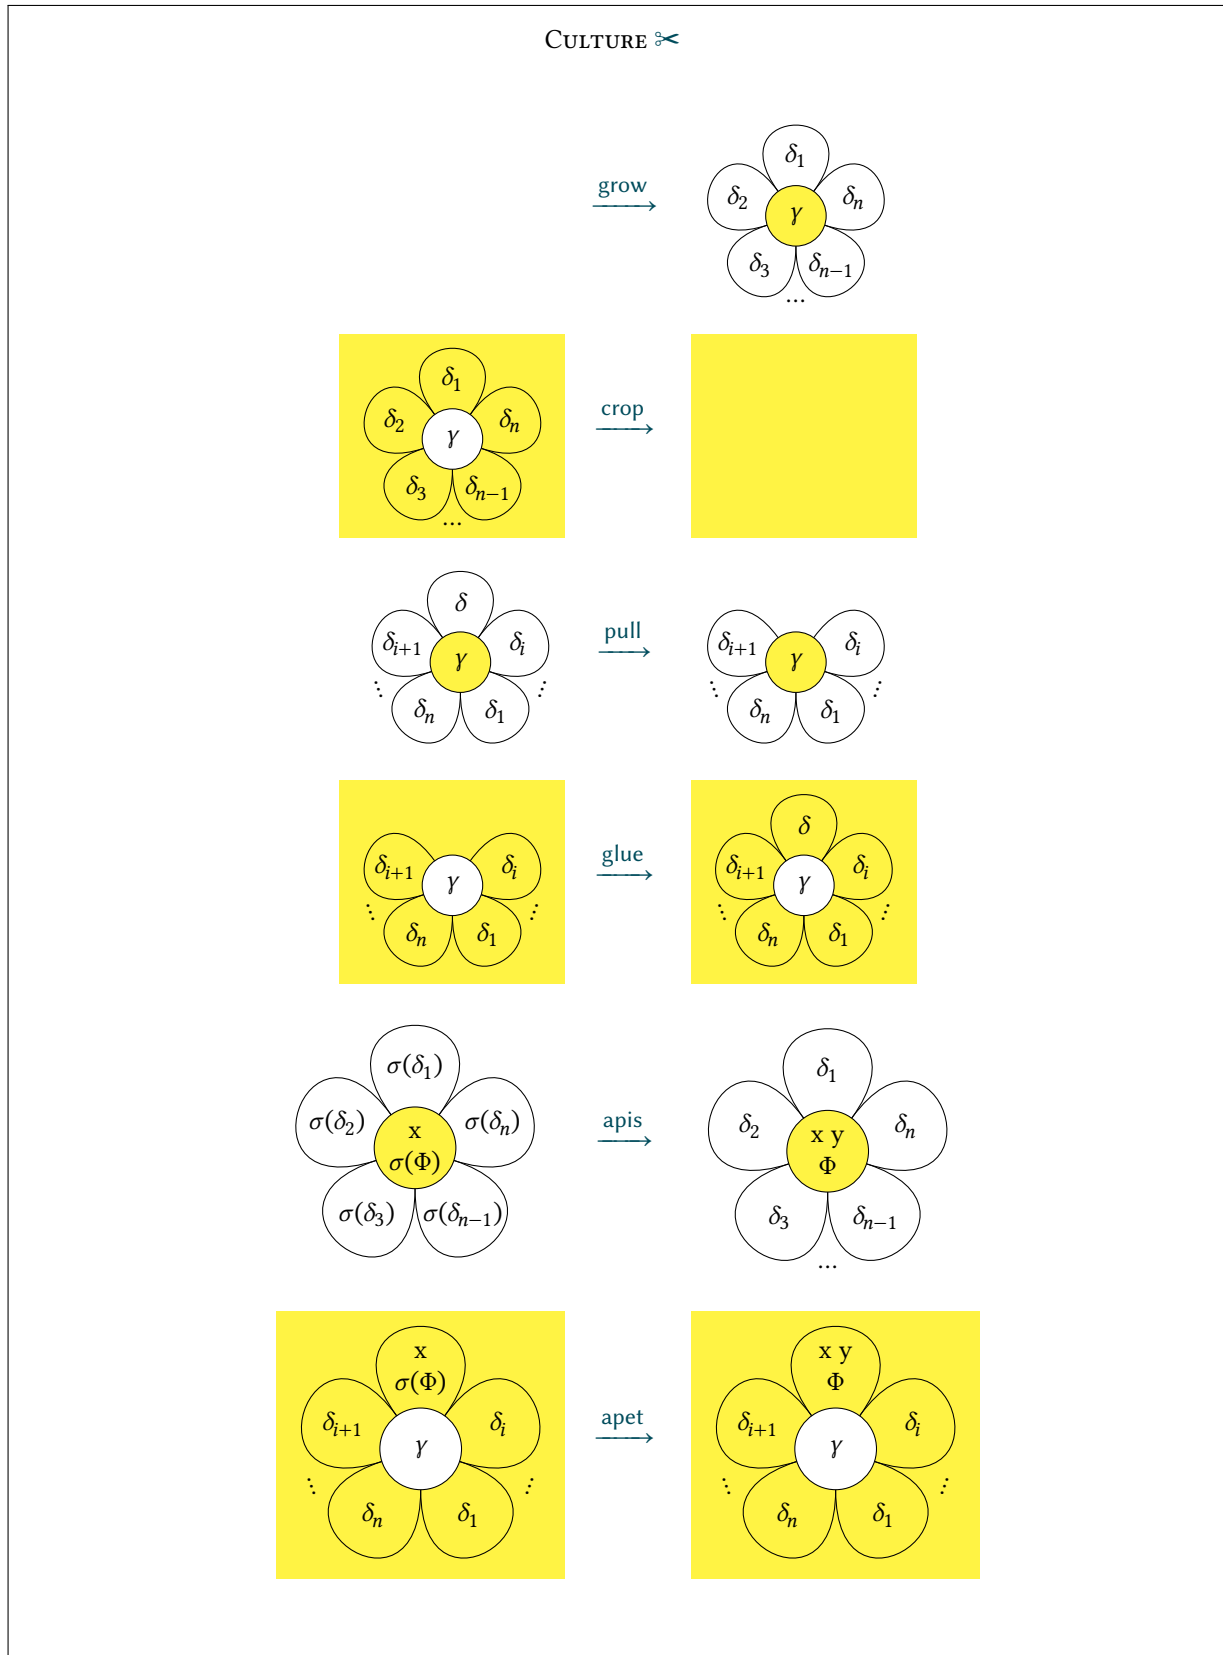 CULTURE ✂
grow
δ₁
δ₂ γ δₙ
δ₃ δₙ₋₁
...
crop
δ₁
δ₂ γ δₙ
δ₃ δₙ₋₁
...
δ
δᵢ₊₁ γ δᵢ
⋮ ⋮
δₙ δ₁
pull
δᵢ₊₁ γ δᵢ
⋮ ⋮
δₙ δ₁
δᵢ₊₁ γ δᵢ
⋮ ⋮
δₙ δ₁
glue
δ
δᵢ₊₁ γ δᵢ
⋮ ⋮
δₙ δ₁
σ(δ₁)
σ(δ₂) x σ(δₙ)
σ(Φ)
σ(δ₃) σ(δₙ₋₁)
apis
δ₁
δ₂ x y δₙ
Φ
δ₃ δₙ₋₁
...
x
σ(Φ)
δᵢ₊₁ γ δᵢ
⋮ ⋮
δₙ δ₁
apet
x y
Φ
δᵢ₊₁ γ δᵢ
⋮ ⋮
δₙ δ₁